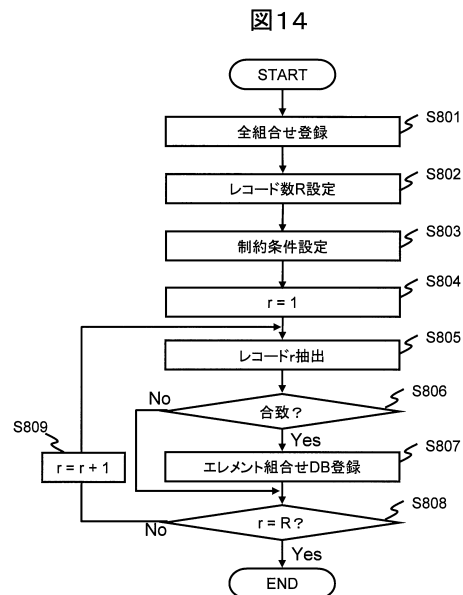 図14
START
全組合せ登録
S801
レコード数R設定
S802
制約条件設定
S803
r = 1
S804
レコードr抽出
S805
合致？
S806
No
Yes
エレメント組合せDB登録
S807
S809
r = r + 1
r = R？
S808
No
Yes
END